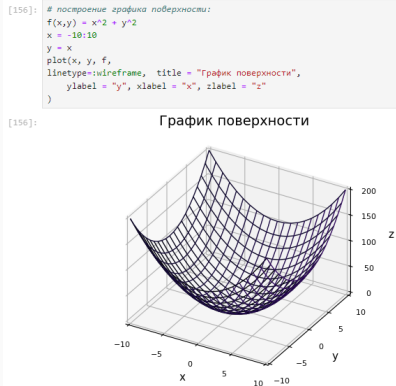 [156]:
# построение графика поверхности:
f(x,y) = x^2 + y^2
x = -10:10
y = x
plot(x, y, f,
linetype=:wireframe, title = "График поверхности",
ylabel = "y", xlabel = "x", zlabel = "z"
)
[156]:
График поверхности
200
150
100
50
0
z
-10
-5
0
5
10
x
-10
-5
0
5
10
y